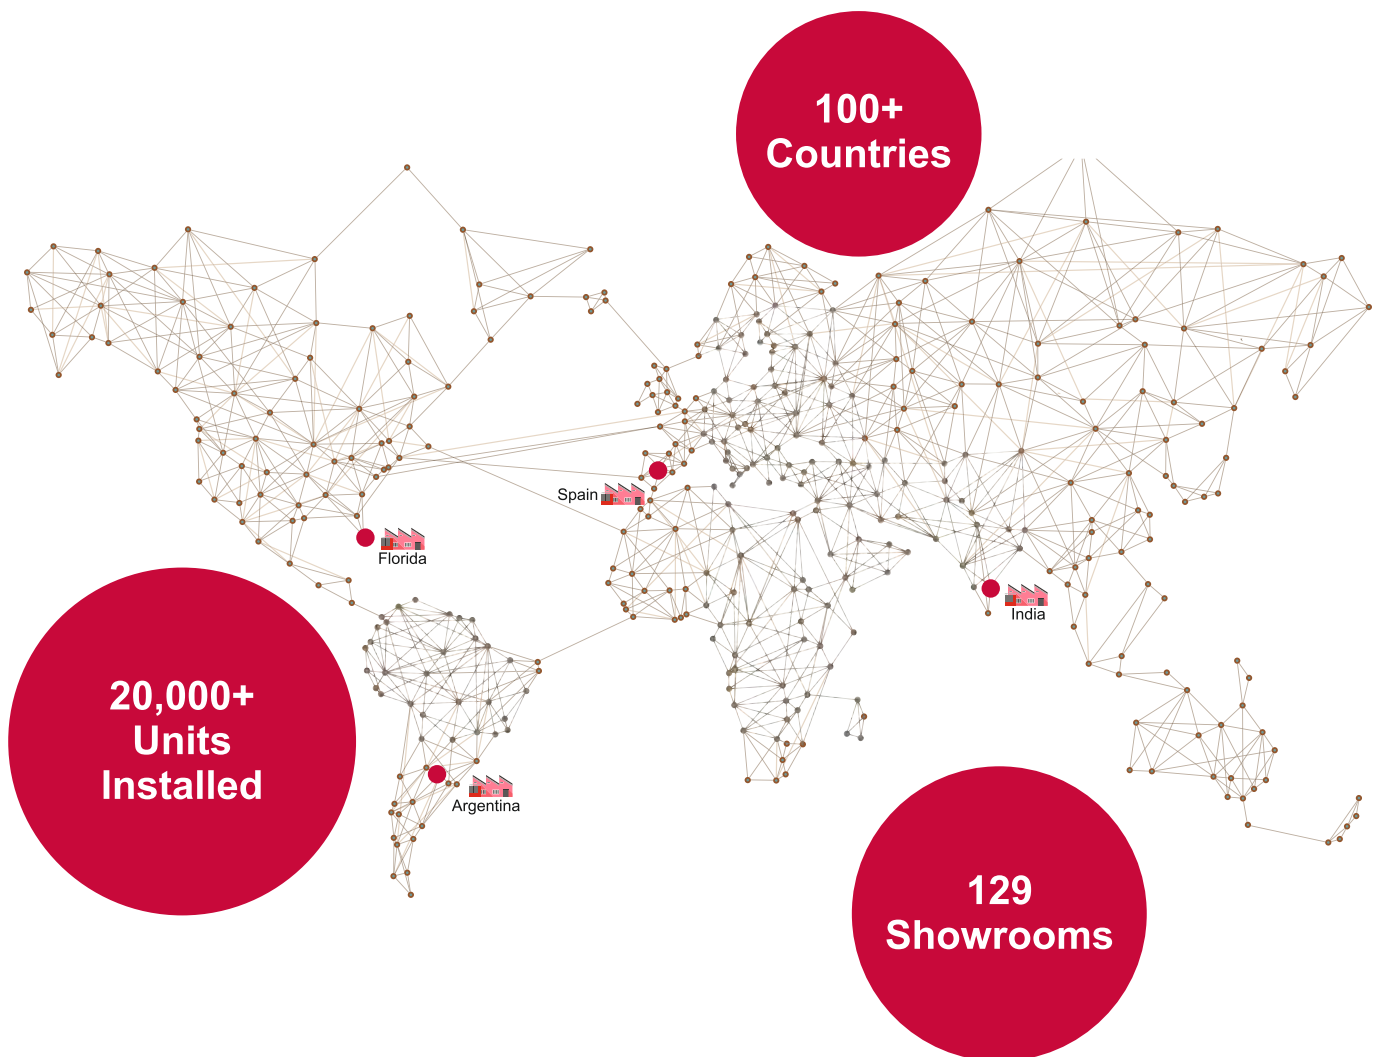 100+
Countries
Spain
Florida
India
20,000+
Units
Installed
Argentina
129
Showrooms